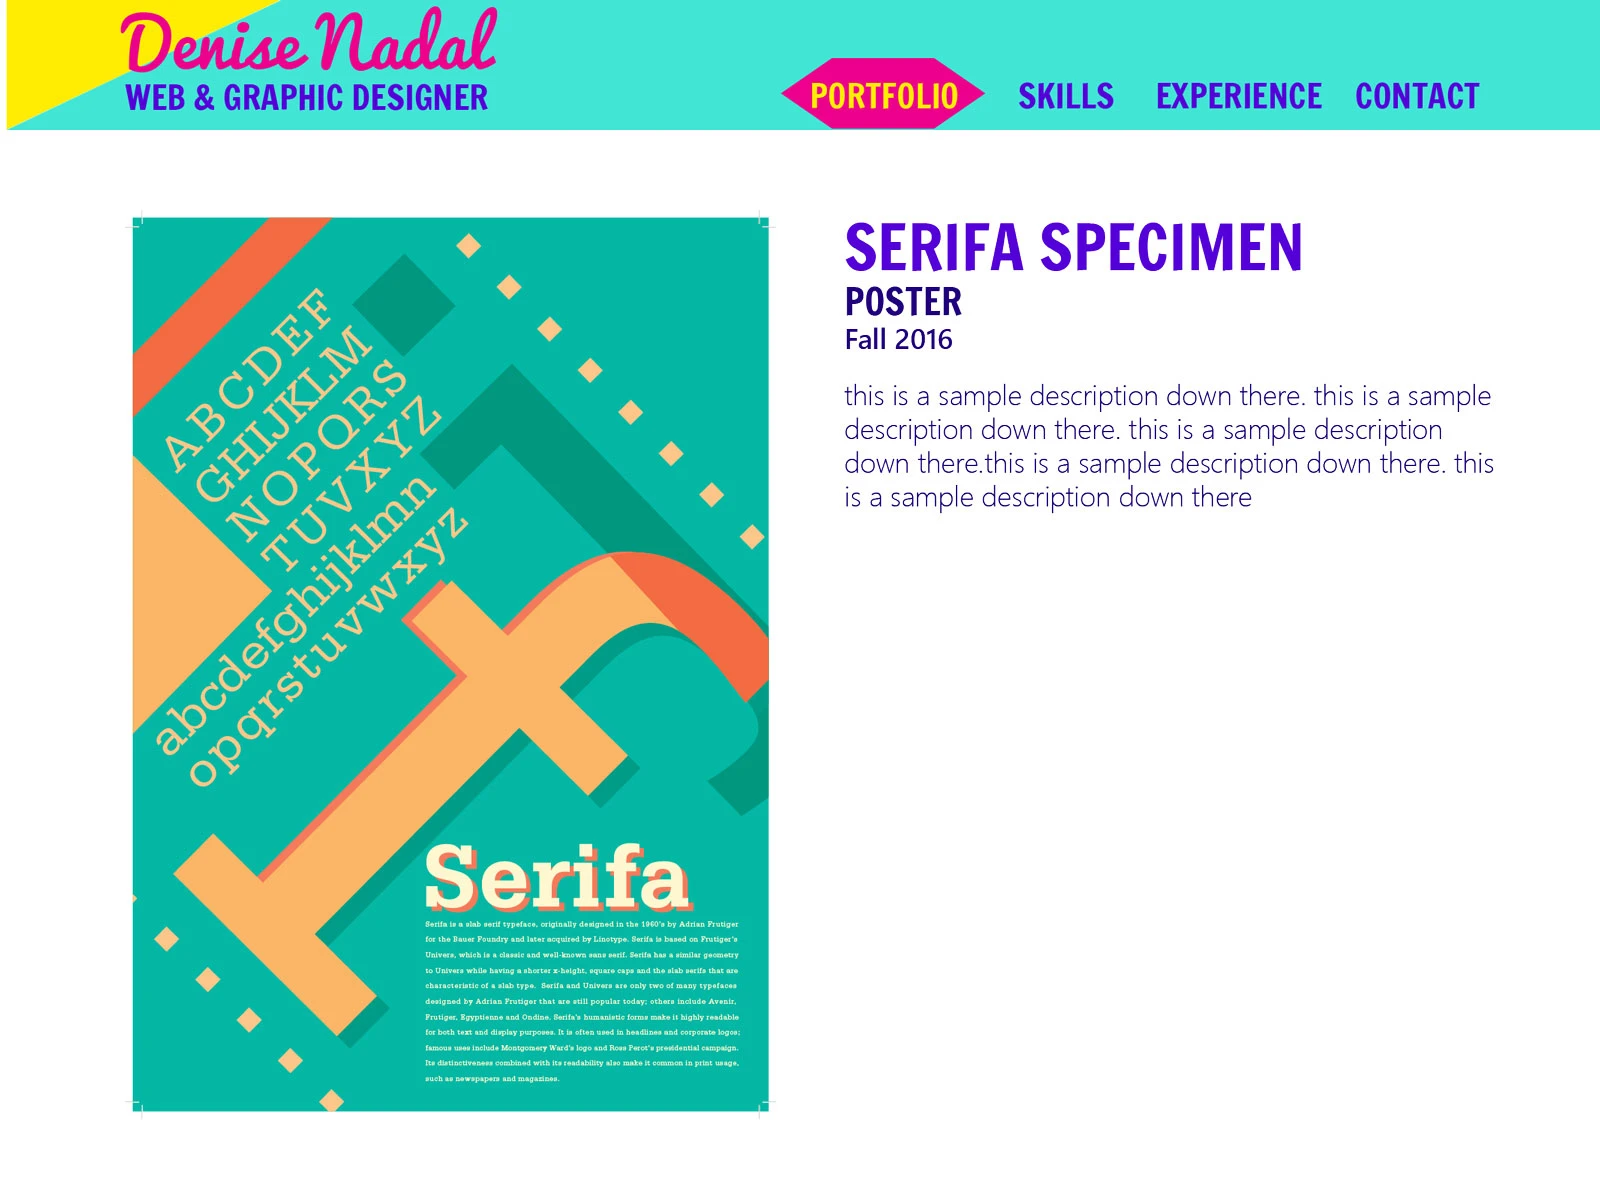 Denise Nadal
WEB & GRAPHIC DESIGNER
PORTFOLIO
SKILLS
EXPERIENCE
CONTACT
ABCDEF
GHIJKLM
NOPQRS
TUVXYZ
abcdefghijklmn
opqrstuvwxyz
Serifa
Serifa is a slab serif typeface, originally designed in the 1960's by Adrian Frutiger
for the Bauer Foundry and later acquired by Linotype. Serifa is based on Frutiger's
Univers, which is a classic and well-known sans serif. Serifa has a similar geometry
to Univers while having a shorter x-height, square caps and the slab serifs that are
characteristic of a slab type. Serifa and Univers are only two of many typefaces
designed by Adrian Frutiger that are still popular today; others include Avenir,
Frutiger, Egyptienne and Ondine. Serifa's humanistic forms make it highly readable
for both text and display purposes. It is often used in headlines and corporate logos;
famous uses include Montgomery Ward's logo and Ross Perot's presidential campaign.
Its distinctiveness combined with its readability also make it common in print usage,
such as newspapers and magazines.
SERIFA SPECIMEN
POSTER
Fall 2016
this is a sample description down there. this is a sample
description down there. this is a sample description
down there.this is a sample description down there. this
is a sample description down there